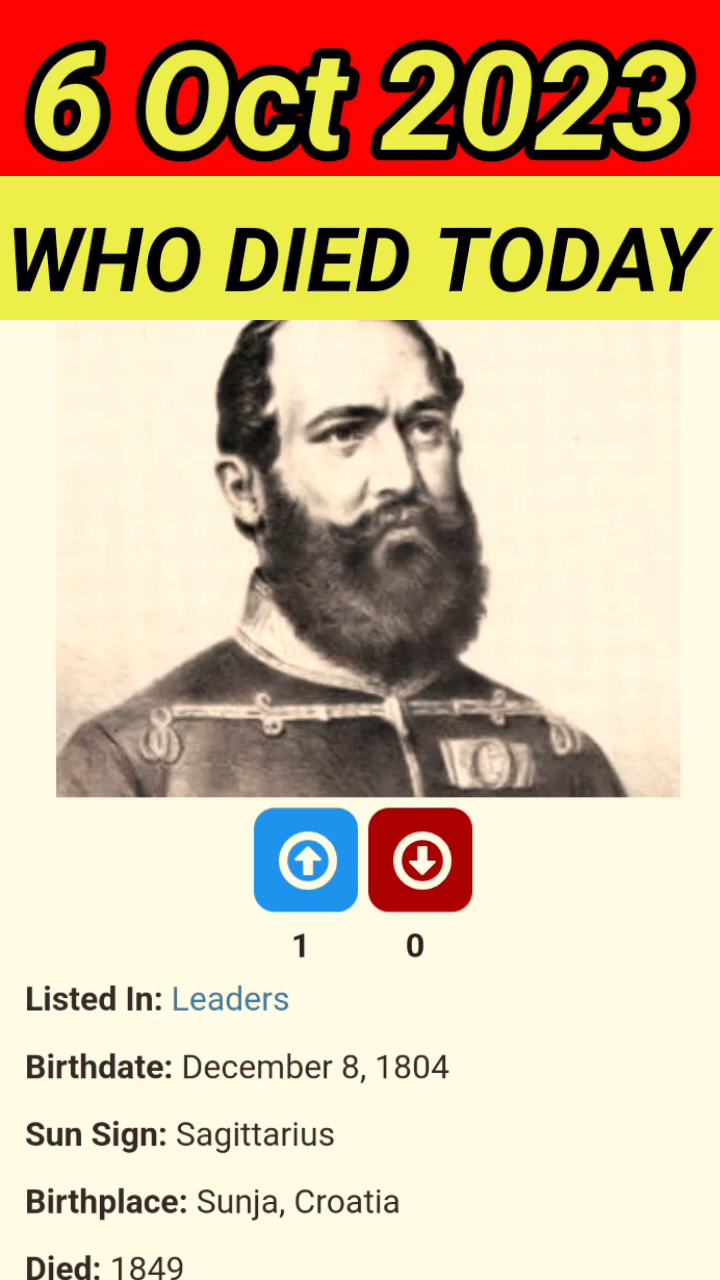 6 Oct 2023
WHO DIED TODAY
1 0
Listed In: Leaders
Birthdate: December 8, 1804
Sun Sign: Sagittarius
Birthplace: Sunja, Croatia
Died: 1849